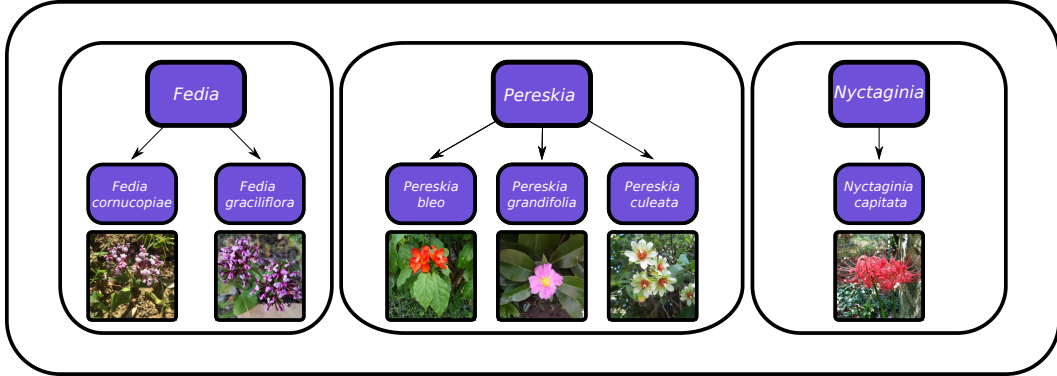 Fedia
Pereskia
Nyctaginia
Fedia
cornucopiae
Fedia
graciliflora
Pereskia
bleo
Pereskia
grandifolia
Pereskia
culeata
Nyctaginia
capitata